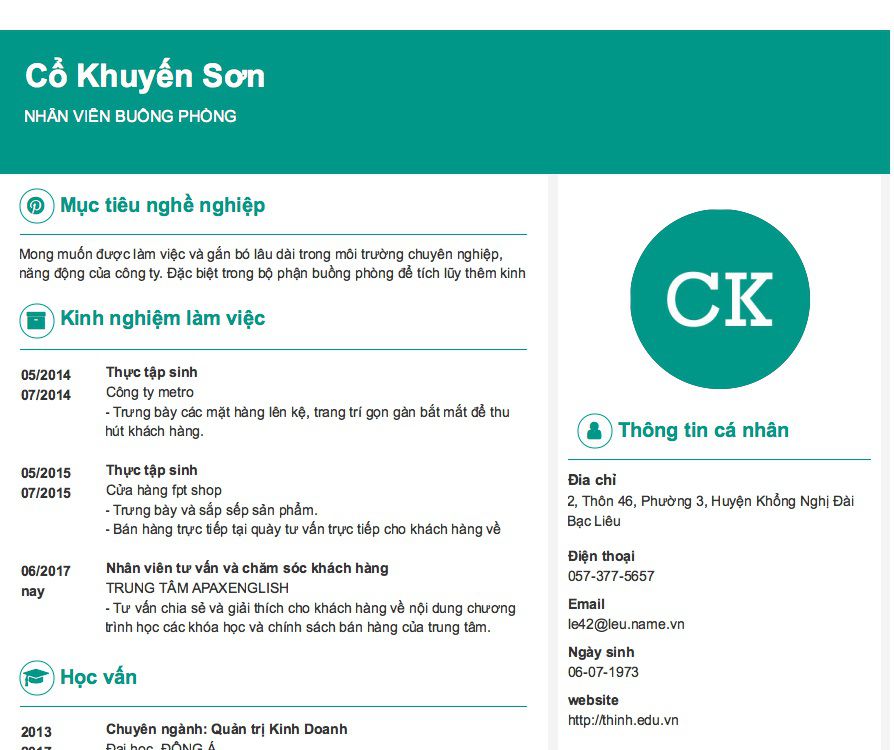 Cổ Khuyến Sơn
NHÂN VIÊN BUỒNG PHÒNG
Mục tiêu nghề nghiệp
Mong muốn được làm việc và gắn bó lâu dài trong môi trường chuyên nghiệp,
năng động của công ty. Đặc biệt trong bộ phận buồng phòng để tích lũy thêm kinh
Kinh nghiệm làm việc
05/2014
07/2014
Thực tập sinh
Công ty metro
- Trưng bày các mặt hàng lên kệ, trang trí gọn gàn bắt mắt để thu
hút khách hàng.
05/2015
07/2015
Thực tập sinh
Cửa hàng fpt shop
- Trưng bày và sắp sếp sản phẩm.
- Bán hàng trực tiếp tại quày tư vấn trực tiếp cho khách hàng về
06/2017
nay
Nhân viên tư vấn và chăm sóc khách hàng
TRUNG TÂM APAXENGLISH
- Tư vấn chia sẻ và giải thích cho khách hàng về nội dung chương
trình học các khóa học và chính sách bán hàng của trung tâm.
Học vấn
2013
2017
Chuyên ngành: Quản trị Kinh Doanh
Đại học ĐÔNG Á
CK
Thông tin cá nhân
Đia chỉ
2, Thôn 46, Phường 3, Huyện Khổng Nghị Đài
Bạc Liêu
Điện thoại
057-377-5657
Email
le42@leu.name.vn
Ngày sinh
06-07-1973
website
http://thinh.edu.vn